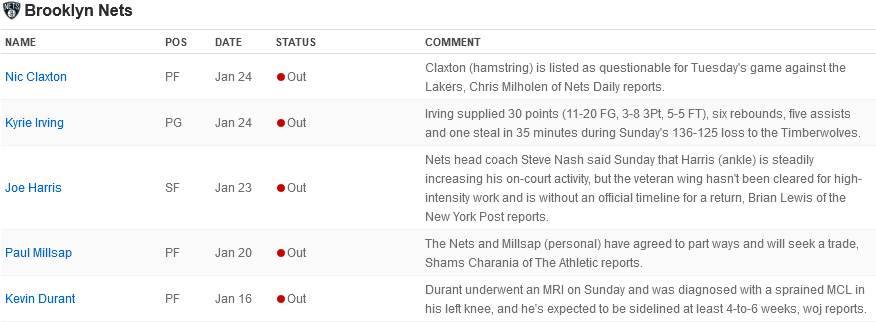 NETS
Brooklyn Nets
NAME POS DATE STATUS COMMENT
Nic Claxton PF Jan 24 Out Claxton (hamstring) is listed as questionable for Tuesday's game against the
Lakers, Chris Milholen of Nets Daily reports.
Kyrie Irving PG Jan 24 Out Irving supplied 30 points (11-20 FG, 3-8 3Pt, 5-5 FT), six rebounds, five assists
and one steal in 35 minutes during Sunday's 136-125 loss to the Timberwolves.
Joe Harris SF Jan 23 Out Nets head coach Steve Nash said Sunday that Harris (ankle) is steadily
increasing his on-court activity, but the veteran wing hasn't been cleared for high-
intensity work and is without an official timeline for a return, Brian Lewis of the
New York Post reports.
Paul Millsap PF Jan 20 Out The Nets and Millsap (personal) have agreed to part ways and will seek a trade,
Shams Charania of The Athletic reports.
Kevin Durant PF Jan 16 Out Durant underwent an MRI on Sunday and was diagnosed with a sprained MCL in
his left knee, and he's expected to be sidelined at least 4-to-6 weeks, woj reports.